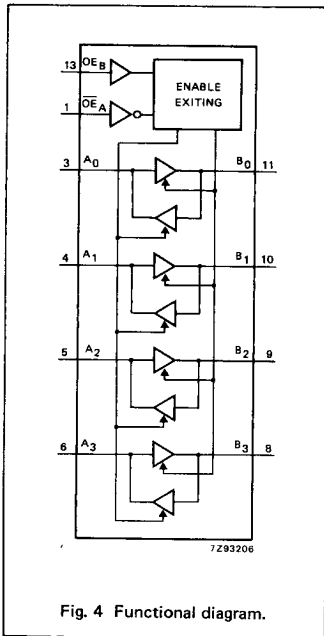 13 OEB
ENABLE
EXITING
1 O̅E̅A
3 A0 B0 11
4 A1 B1 10
5 A2 B2 9
6 A3 B3 8
7Z93206
Fig. 4 Functional diagram.